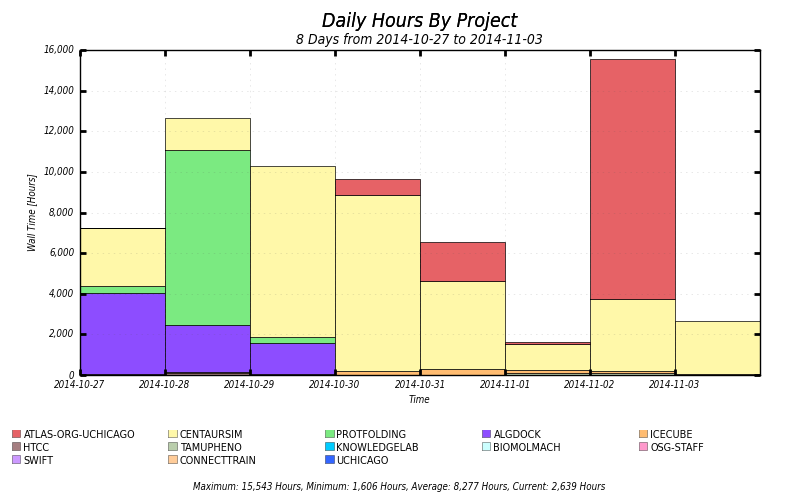 Daily Hours By Project
8 Days from 2014-10-27 to 2014-11-03
16,000
14,000
12,000
10,000
8,000
6,000
4,000
2,000
0
Wall Time [Hours]
2014-10-27 2014-10-28 2014-10-29 2014-10-30 2014-10-31 2014-11-01 2014-11-02 2014-11-03
Time
ATLAS-ORG-UCHICAGO CENTAURSIM PROTFOLDING ALGDOCK ICECUBE
HTCC TAMUPHENO KNOWLEDGELAB BIOMOLMACH OSG-STAFF
SWIFT CONNECTTRAIN UCHICAGO
Maximum: 15,543 Hours, Minimum: 1,606 Hours, Average: 8,277 Hours, Current: 2,639 Hours